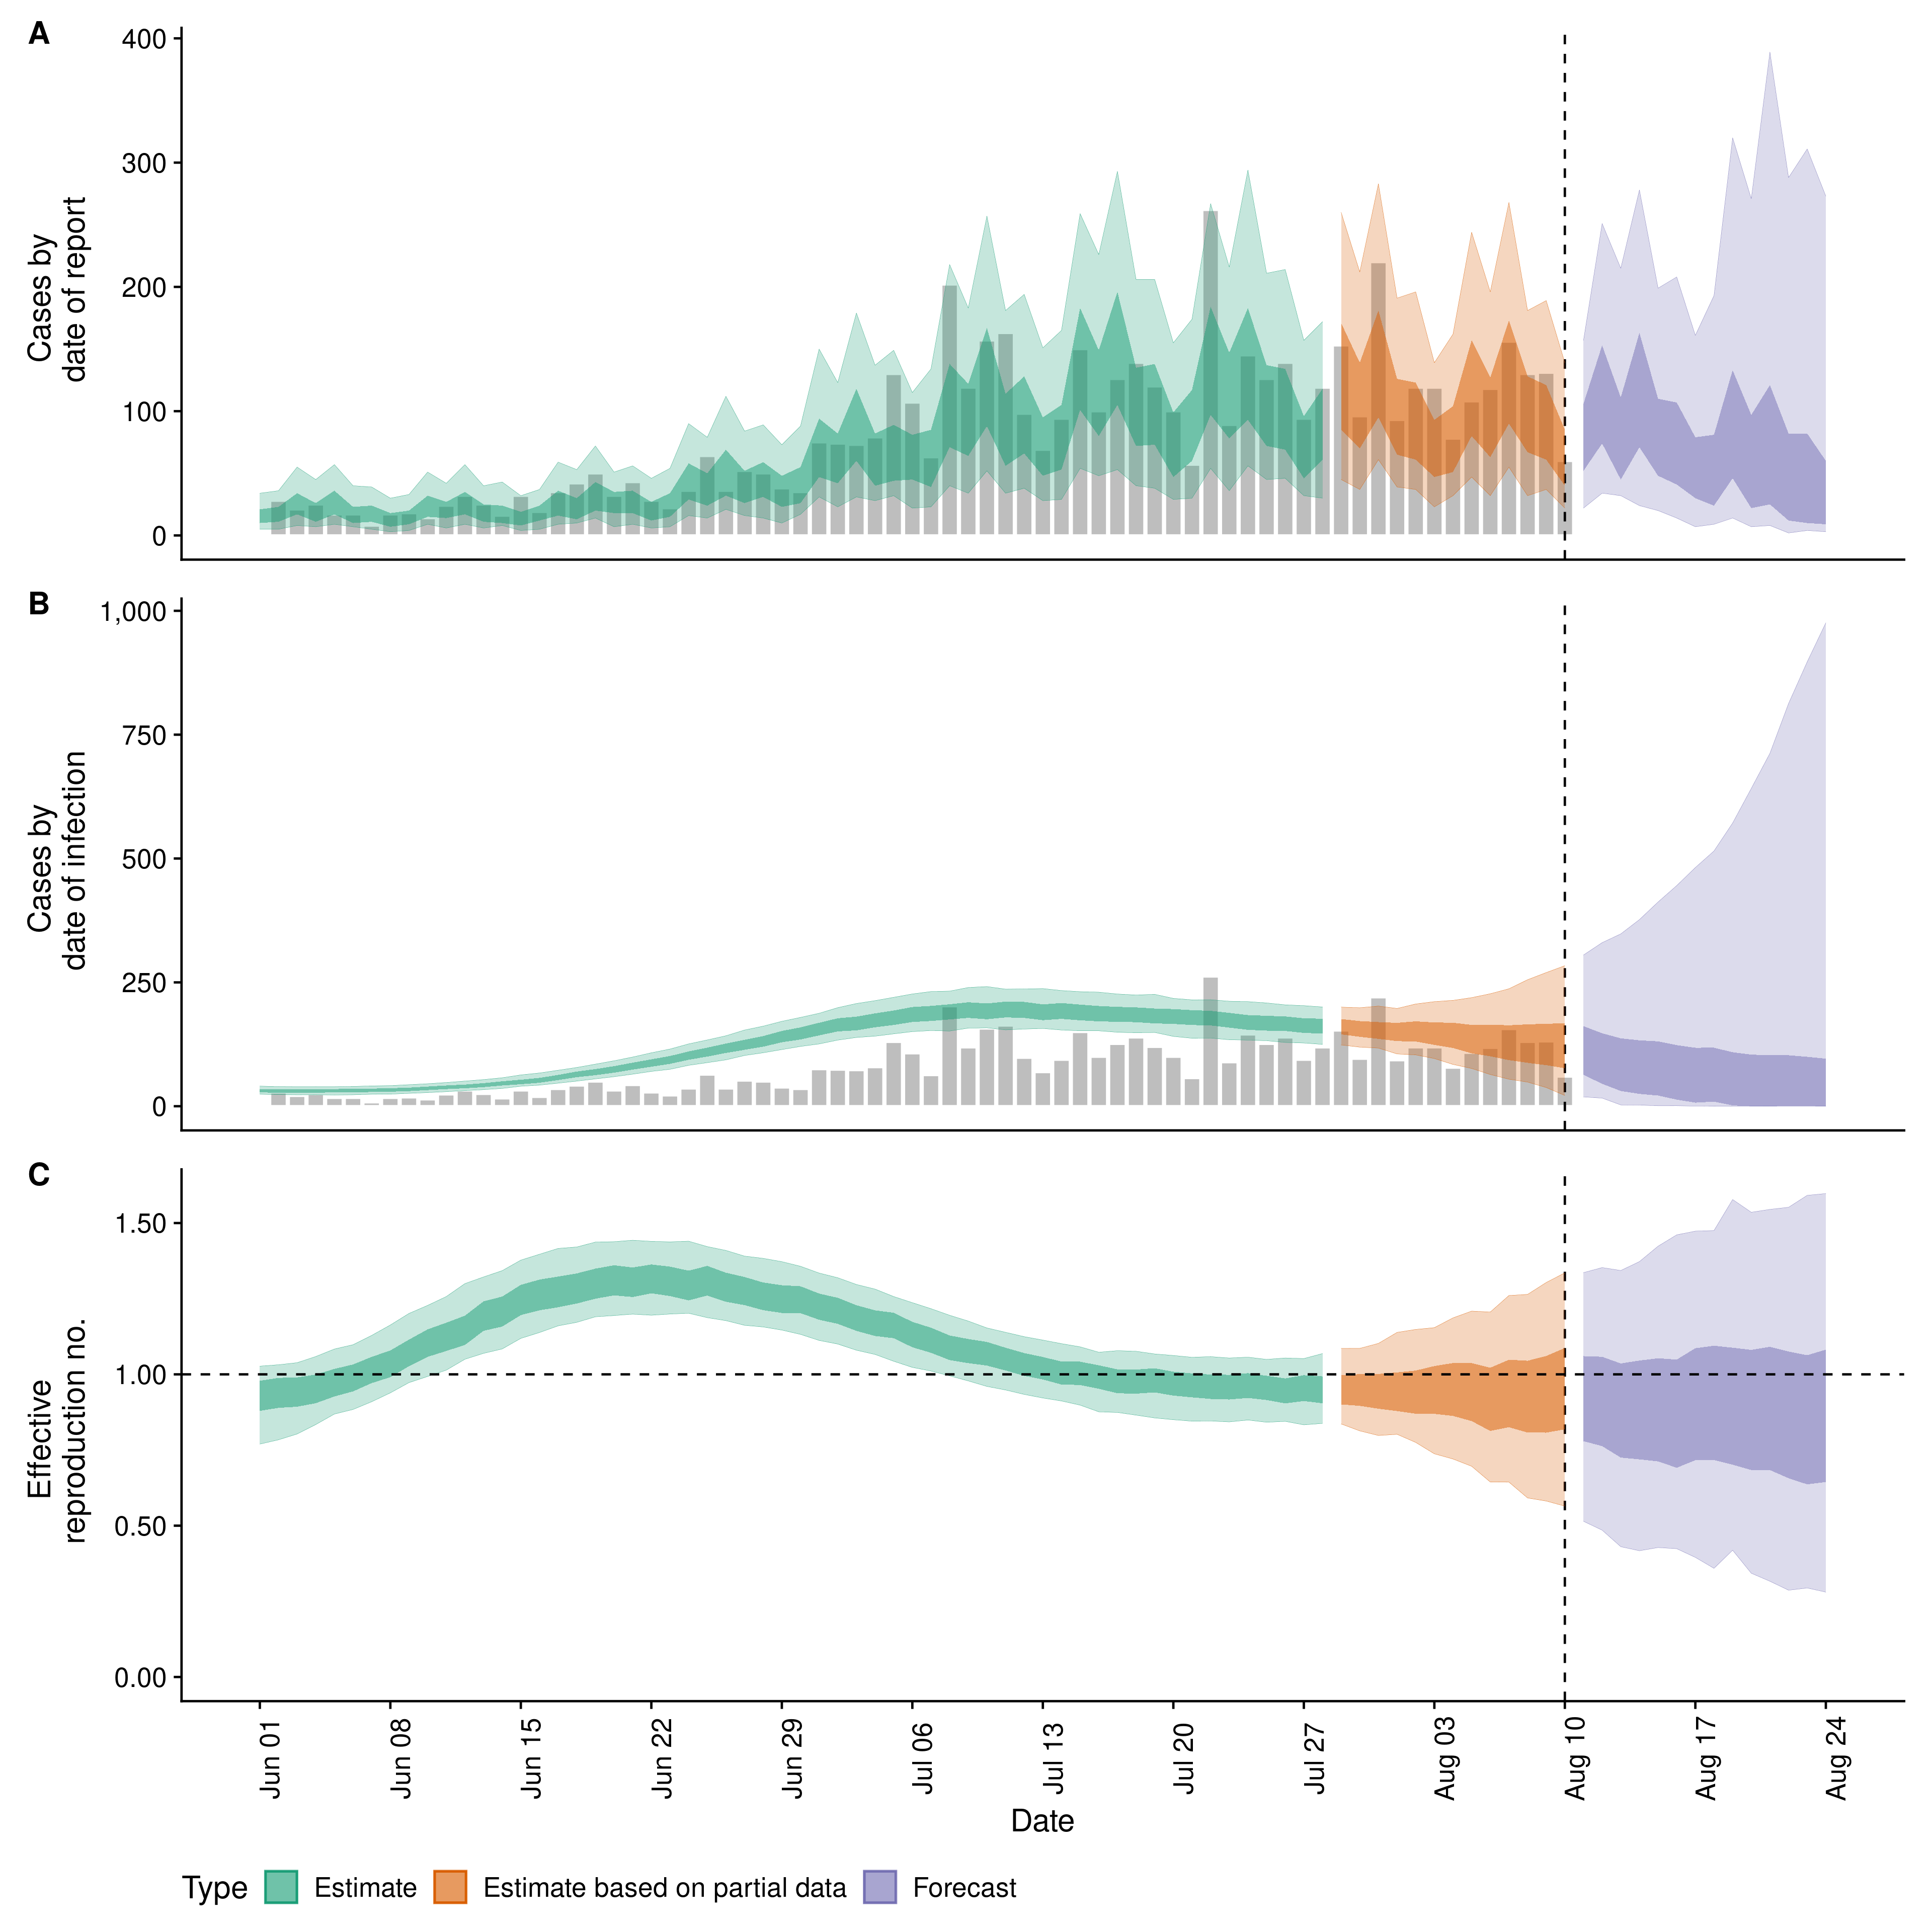 A
400
300
200
100
0
Cases by
date of report
B
1,000
750
500
250
0
Cases by
date of infection
C
1.50
1.00
0.50
0.00
Effective
reproduction no.
Jun 01
Jun 08
Jun 15
Jun 22
Jun 29
Jul 06
Jul 13
Jul 20
Jul 27
Aug 03
Aug 10
Aug 17
Aug 24
Date
Type Estimate Estimate based on partial data Forecast